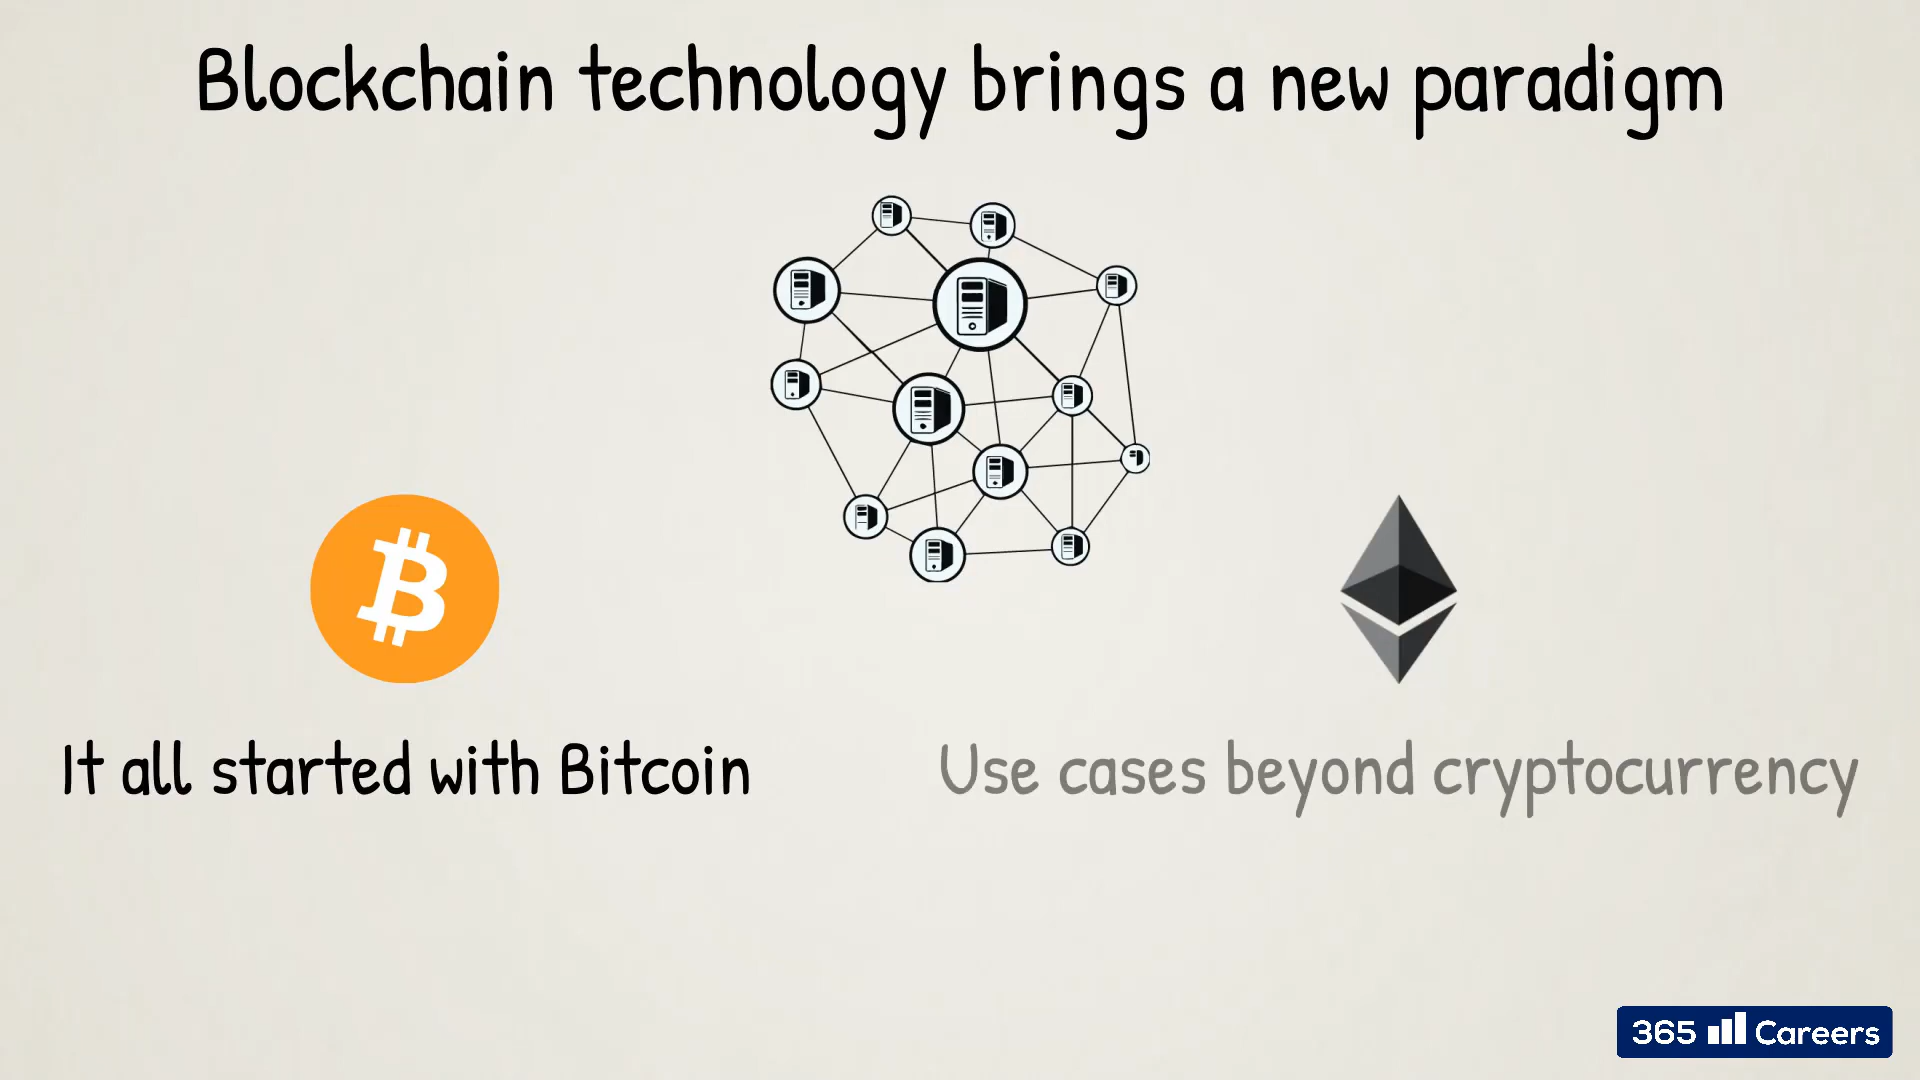 Blockchain technology brings a new paradigm
It all started with Bitcoin
Use cases beyond cryptocurrency
365 Careers